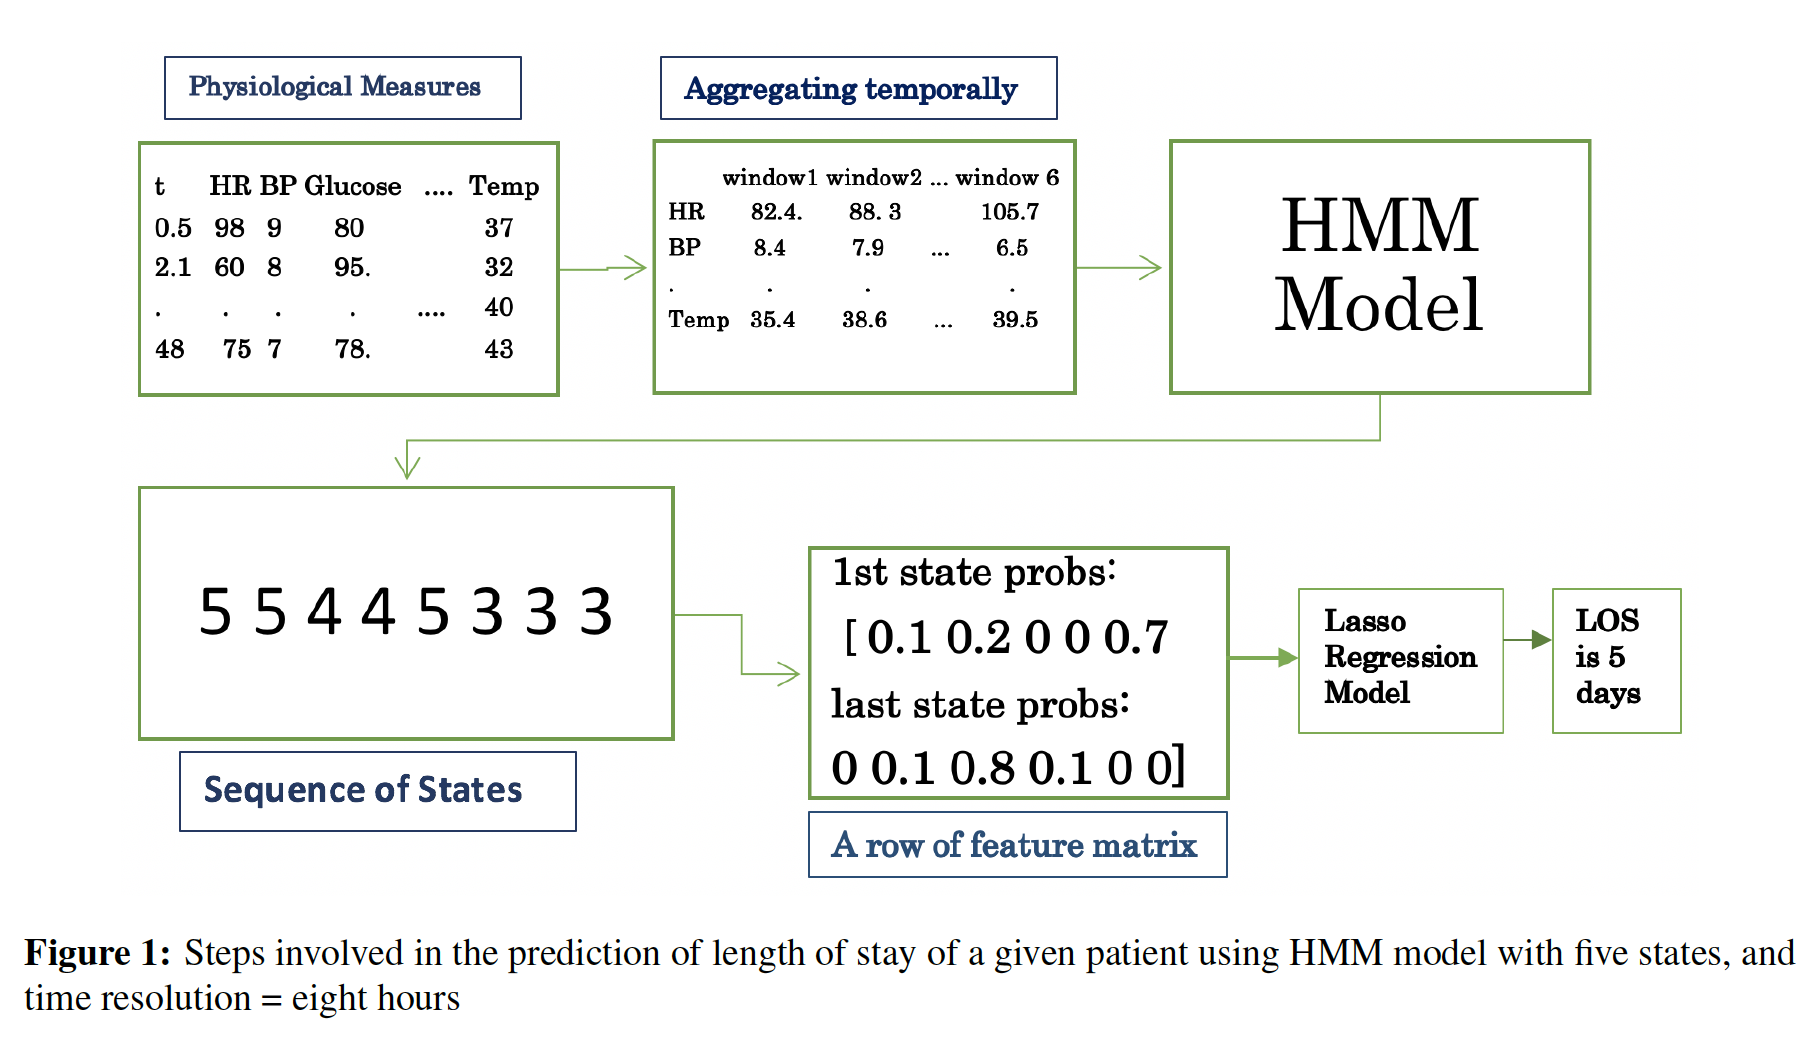 Physiological Measures
t HR BP Glucose .... Temp
0.5 98 9 80 37
2.1 60 8 95. 32
. . . . .... 40
48 75 7 78. 43
Aggregating temporally
window1 window2 ... window 6
HR 82.4. 88. 3 105.7
BP 8.4 7.9 ... 6.5
. . . .
Temp 35.4 38.6 ... 39.5
HMM
Model
5 5 4 4 5 3 3 3
Sequence of States
1st state probs:
[ 0.1 0.2 0 0 0.7
last state probs:
0 0.1 0.8 0.1 0 0]
A row of feature matrix
Lasso
Regression
Model
LOS
is 5
days
Figure 1: Steps involved in the prediction of length of stay of a given patient using HMM model with five states, and
time resolution = eight hours